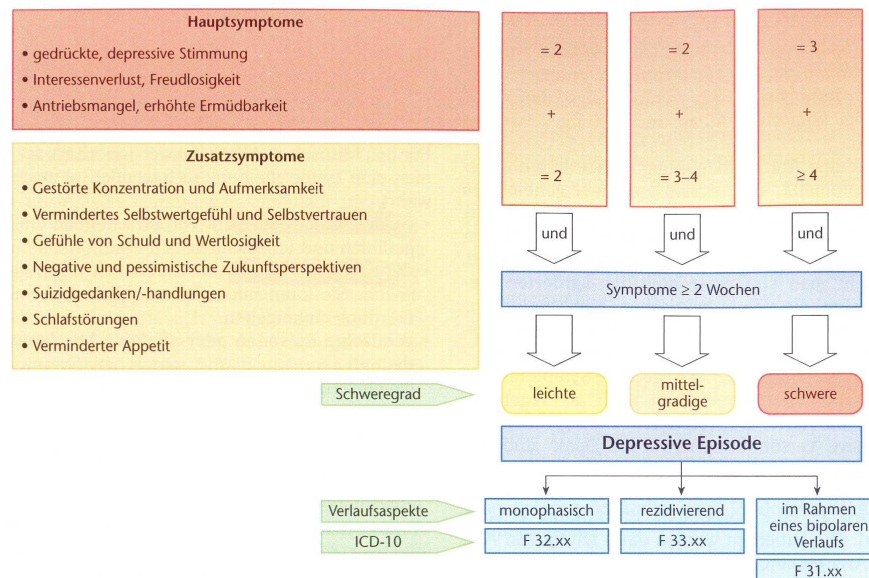 Hauptsymptome
• gedrückte, depressive Stimmung
• Interessenverlust, Freudlosigkeit
• Antriebsmangel, erhöhte Ermüdbarkeit
Zusatzsymptome
• Gestörte Konzentration und Aufmerksamkeit
• Vermindertes Selbstwertgefühl und Selbstvertrauen
• Gefühle von Schuld und Wertlosigkeit
• Negative und pessimistische Zukunftsperspektiven
• Suizidgedanken/-handlungen
• Schlafstörungen
• Verminderter Appetit
= 2
+
= 2
= 2
+
= 3–4
= 3
+
≥ 4
und
und
und
Symptome ≥ 2 Wochen
Schweregrad
leichte
mittel-
gradige
schwere
Depressive Episode
Verlaufsaspekte
monophasisch
rezidivierend
im Rahmen
eines bipolaren
Verlaufs
ICD-10
F 32.xx
F 33.xx
F 31.xx